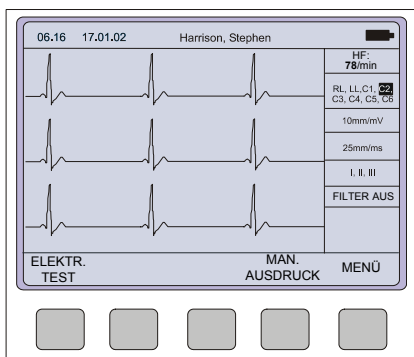 06.16 17.01.02 Harrison, Stephen
HF:
78/min
RL, LL,C1, C2,
C3, C4, C5, C6
10mm/mV
25mm/ms
I, II, III
FILTER AUS
ELEKTR.
TEST
MAN.
AUSDRUCK
MENÜ